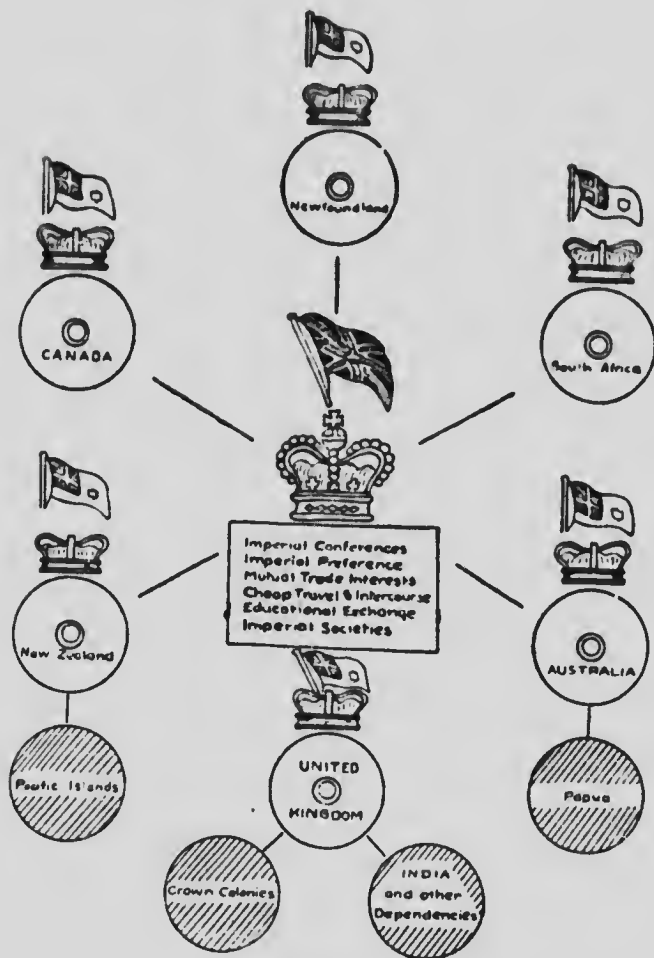 Newfoundland
CANADA
South Africa
Imperial Conferences
Imperial Preference
Mutual Trade Interests
Cheap Travel & Intercourse
Educational Exchange
Imperial Societies
New Zealand
AUSTRALIA
Pacific Islands
UNITED
KINGDOM
Papua
Crown Colonies
INDIA
and other
Dependencies